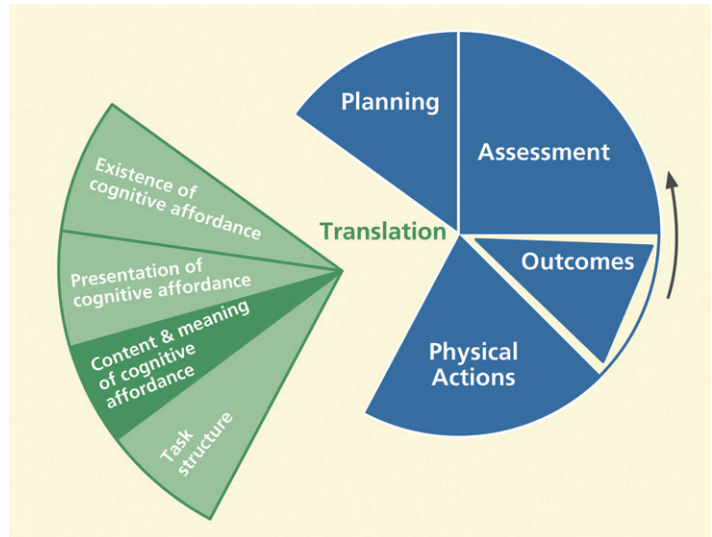 Planning
Assessment
Translation
Outcomes
Physical
Actions
Existence of
cognitive affordance
Presentation of
cognitive affordance
Content & meaning
of cognitive
affordance
Task
structure